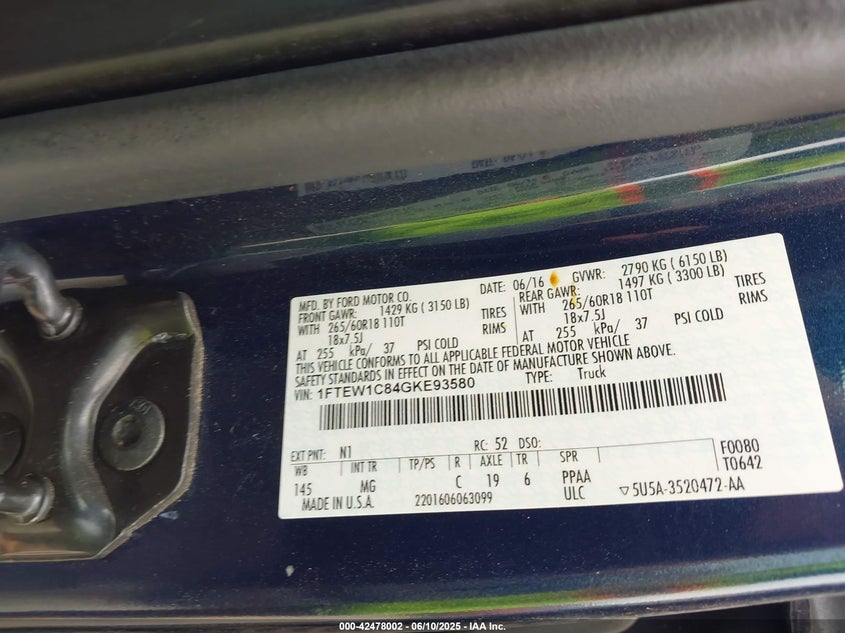 MFD. BY FORD MOTOR CO. DATE: 06/16 GVWR: 2790 KG ( 6150 LB)
FRONT GAWR: 1429 KG ( 3150 LB) REAR GAWR: 1497 KG ( 3300 LB)
WITH 265/60R18 110T TIRES WITH 265/60R18 110T TIRES
18x7.5J RIMS 18x7.5J RIMS
AT 255 kPa/ 37 PSI COLD AT 255 kPa/ 37 PSI COLD
THIS VEHICLE CONFORMS TO ALL APPLICABLE FEDERAL MOTOR VEHICLE
SAFETY STANDARDS IN EFFECT ON THE DATE OF MANUFACTURE SHOWN ABOVE.
VIN: 1FTEW1C84GKE93580 TYPE: Truck
EXT PNT: N1 RC: 52 DSO: F0080
WB INT TR TP/PS R AXLE TR SPR T0642
145 MG C 19 6 PPAA
MADE IN U.S.A. 2201606063099 ULC ▽5U5A-3520472-AA
000-42478002 - 06/10/2025 - IAA Inc.